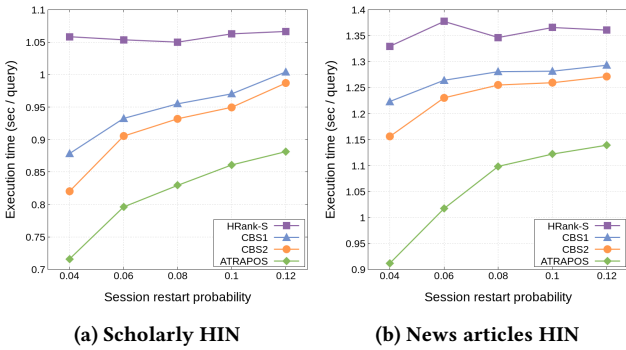 1.1
1.05
1
0.95
0.9
0.85
0.8
0.75
0.7
Execution time (sec / query)
HRank-S
CBS1
CBS2
ATRAPOS
0.04 0.06 0.08 0.1 0.12
Session restart probability
(a) Scholarly HIN
1.4
1.35
1.3
1.25
1.2
1.15
1.1
1.05
1
0.95
0.9
Execution time (sec / query)
HRank-S
CBS1
CBS2
ATRAPOS
0.04 0.06 0.08 0.1 0.12
Session restart probability
(b) News articles HIN